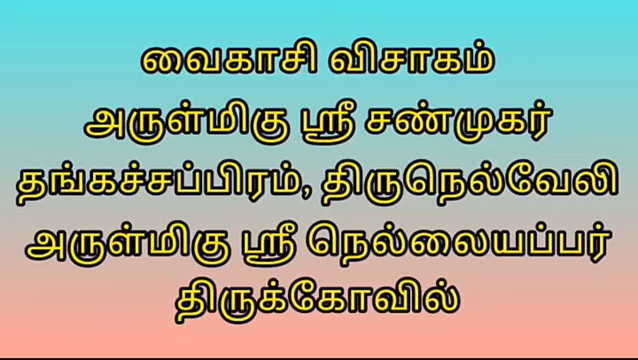 வைகாசி விசாகம்
அருள்மிகு ஸ்ரீ சண்முகர்
தங்கச்சப்பிரம், திருநெல்வேலி
அருள்மிகு ஸ்ரீ நெல்லையப்பர்
திருக்கோவில்